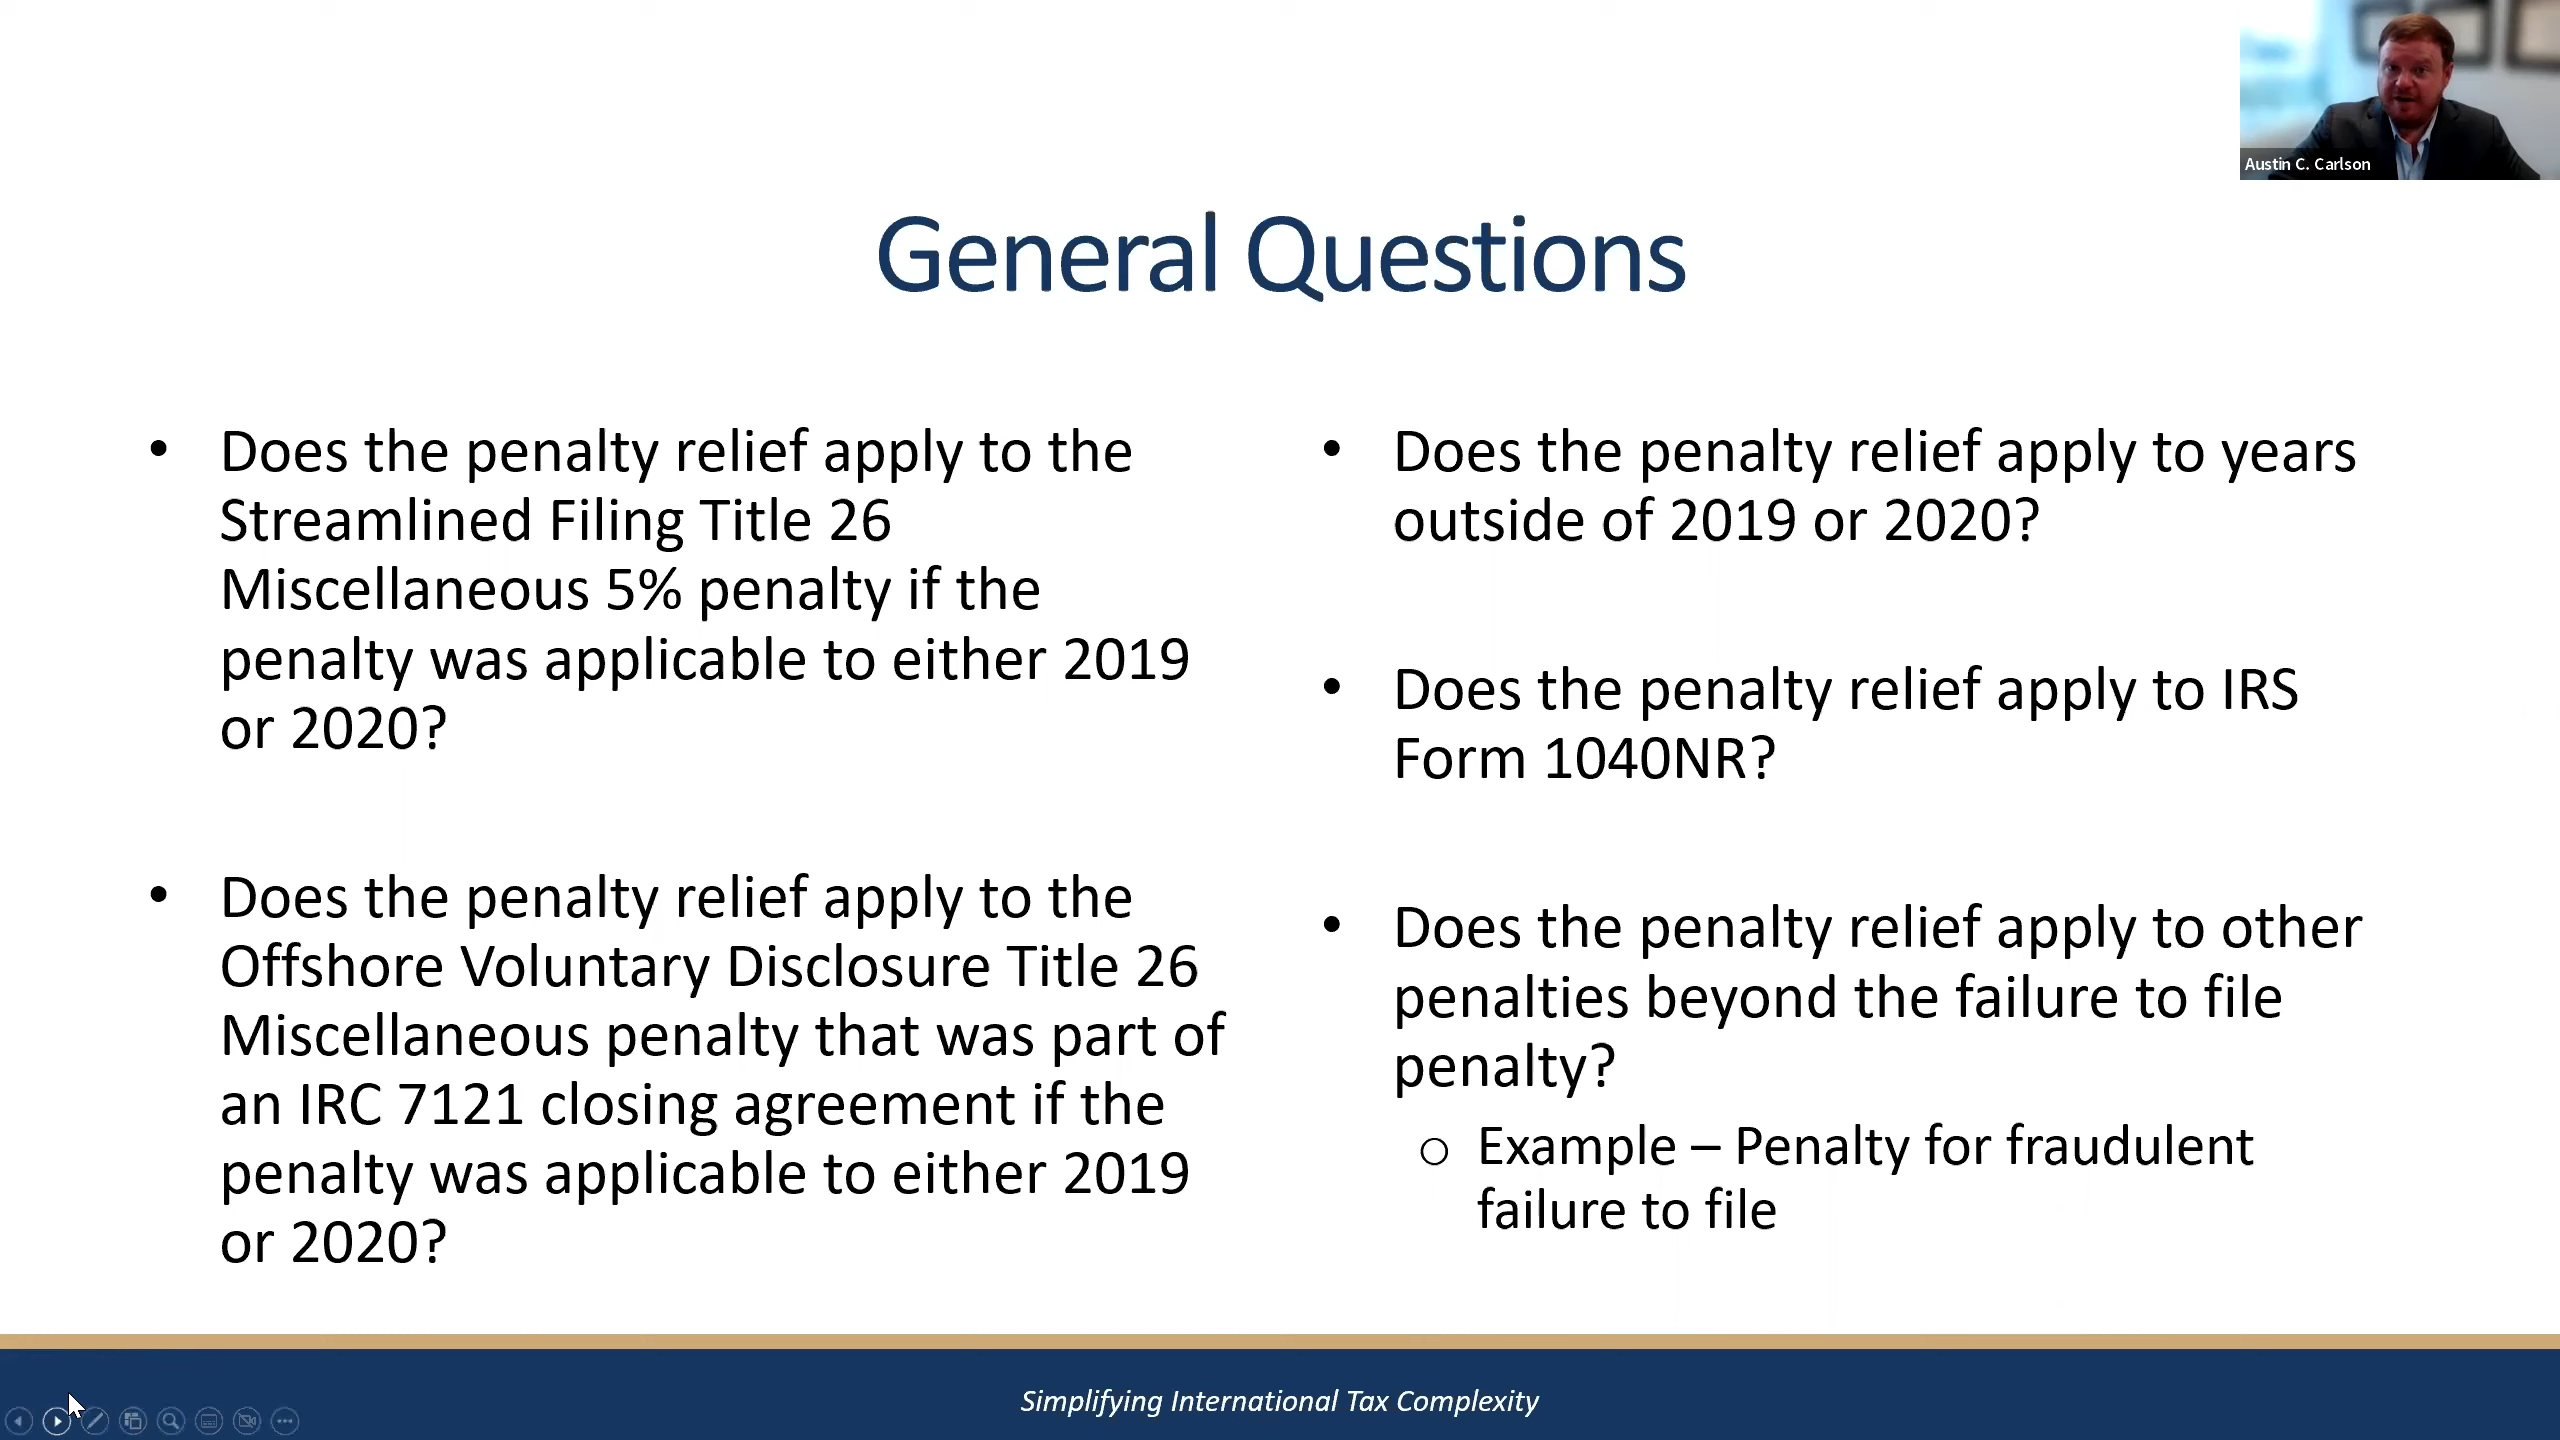 Austin C. Carlson
General Questions
• Does the penalty relief apply to the
Streamlined Filing Title 26
Miscellaneous 5% penalty if the
penalty was applicable to either 2019
or 2020?
• Does the penalty relief apply to the
Offshore Voluntary Disclosure Title 26
Miscellaneous penalty that was part of
an IRC 7121 closing agreement if the
penalty was applicable to either 2019
or 2020?
• Does the penalty relief apply to years
outside of 2019 or 2020?
• Does the penalty relief apply to IRS
Form 1040NR?
• Does the penalty relief apply to other
penalties beyond the failure to file
penalty?
o Example – Penalty for fraudulent
failure to file
Simplifying International Tax Complexity